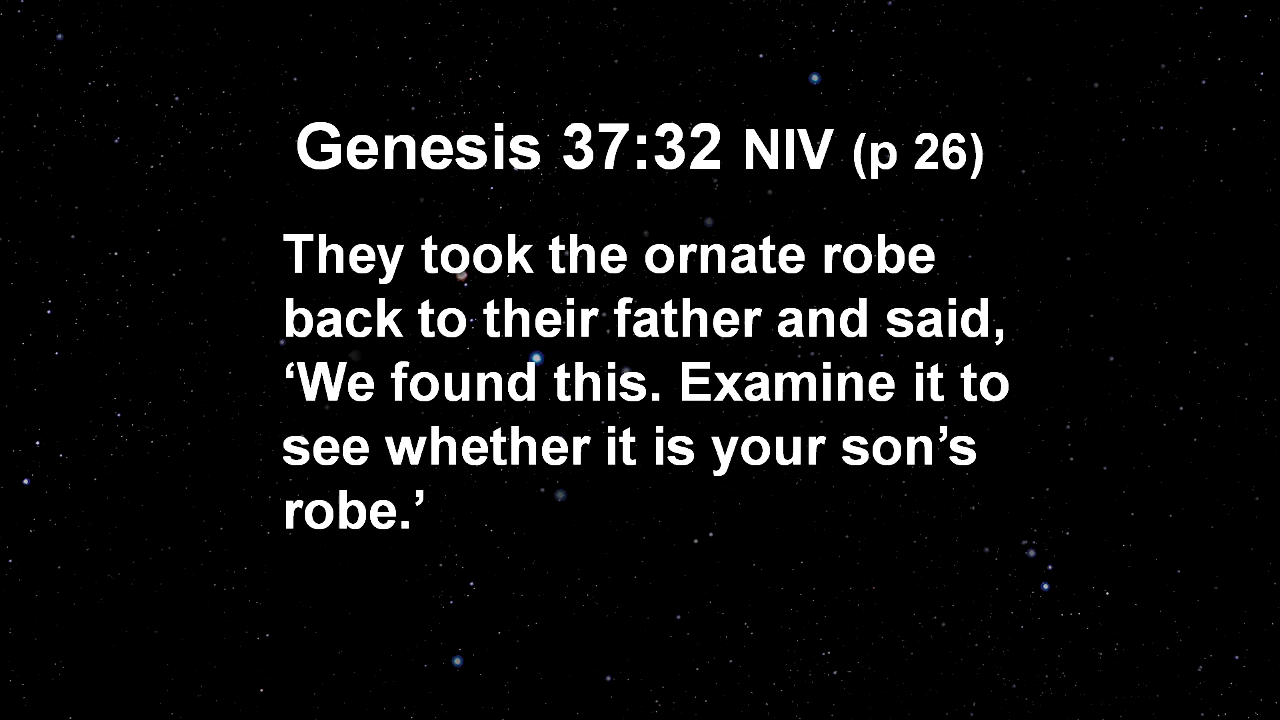 Genesis 37:32 NIV (p 26)
They took the ornate robe
back to their father and said,
‘We found this. Examine it to
see whether it is your son’s
robe.’